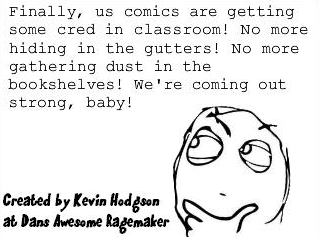 Finally, us comics are getting
some cred in classroom! No more
hiding in the gutters! No more
gathering dust in the
bookshelves! We're coming out
strong, baby!
Created by Kevin Hodgson
at Dans Awesome Ragemaker